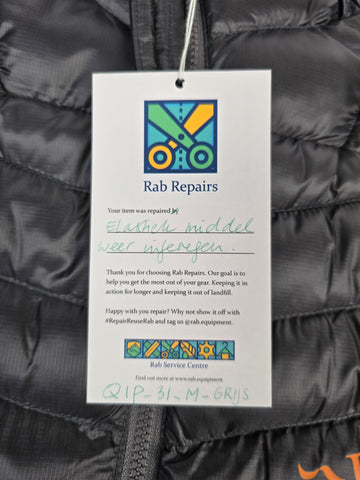 Rab Repairs
Your item was repaired by
Elastiek middel
weer ingeregen.
Thank you for choosing Rab Repairs. Our goal is to
help you get the most out of your gear. Keeping it in
action for longer and keeping it out of landfill.
Happy with you repair? Why not show it off with
#RepairReuseRab and tag us @rab.equipment.
Rab Service Centre
Find out more at www.rab.equipment
Q1P-31-M-GRIJS